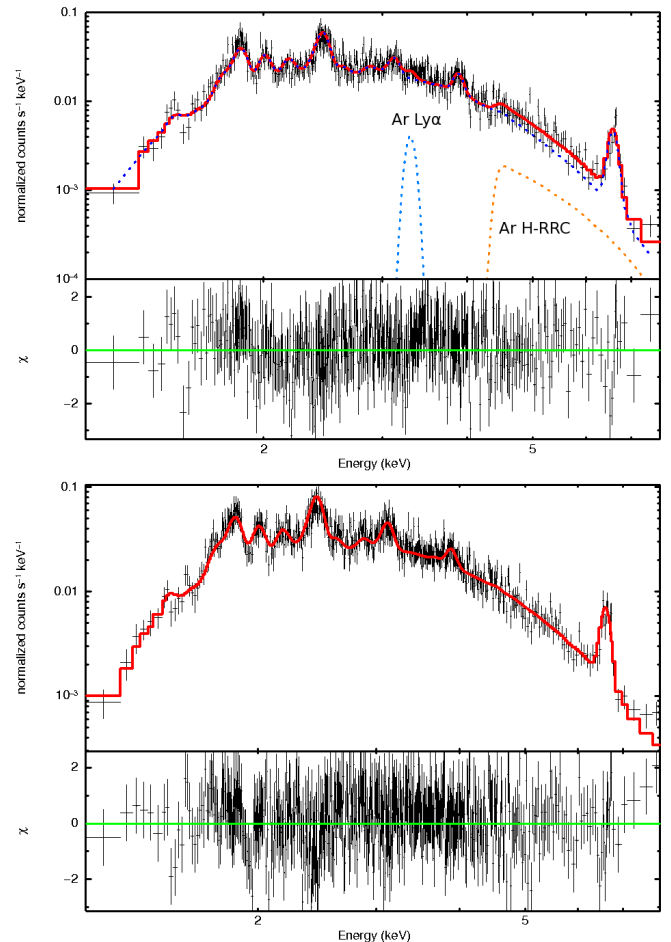 0.1
0.01
10⁻³
10⁻⁴
normalized counts s⁻¹ keV⁻¹
Ar Lyα
Ar H-RRC
2
0
−2
χ
2
5
Energy (keV)
0.1
0.01
10⁻³
normalized counts s⁻¹ keV⁻¹
2
0
−2
χ
2
5
Energy (keV)